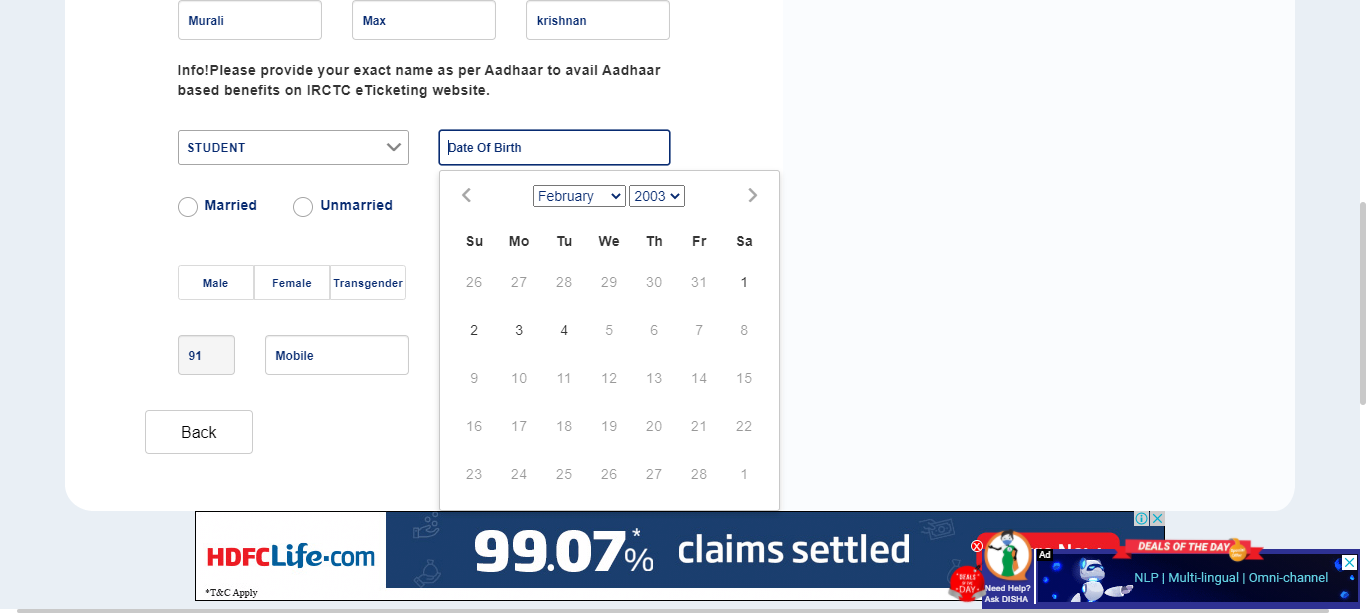 Murali Max krishnan
Info!Please provide your exact name as per Aadhaar to avail Aadhaar
based benefits on IRCTC eTicketing website.
STUDENT Date Of Birth
February 2003
Married Unmarried
Su Mo Tu We Th Fr Sa
26 27 28 29 30 31 1
Male Female Transgender
2 3 4 5 6 7 8
91 Mobile
9 10 11 12 13 14 15
Back
16 17 18 19 20 21 22
23 24 25 26 27 28 1
HDFC Life.com
99.07*% claims settled
*T&C Apply
DEALS OF THE DAY
Need Help?
Ask DISHA
Ad
NLP | Multi-lingual | Omni-channel